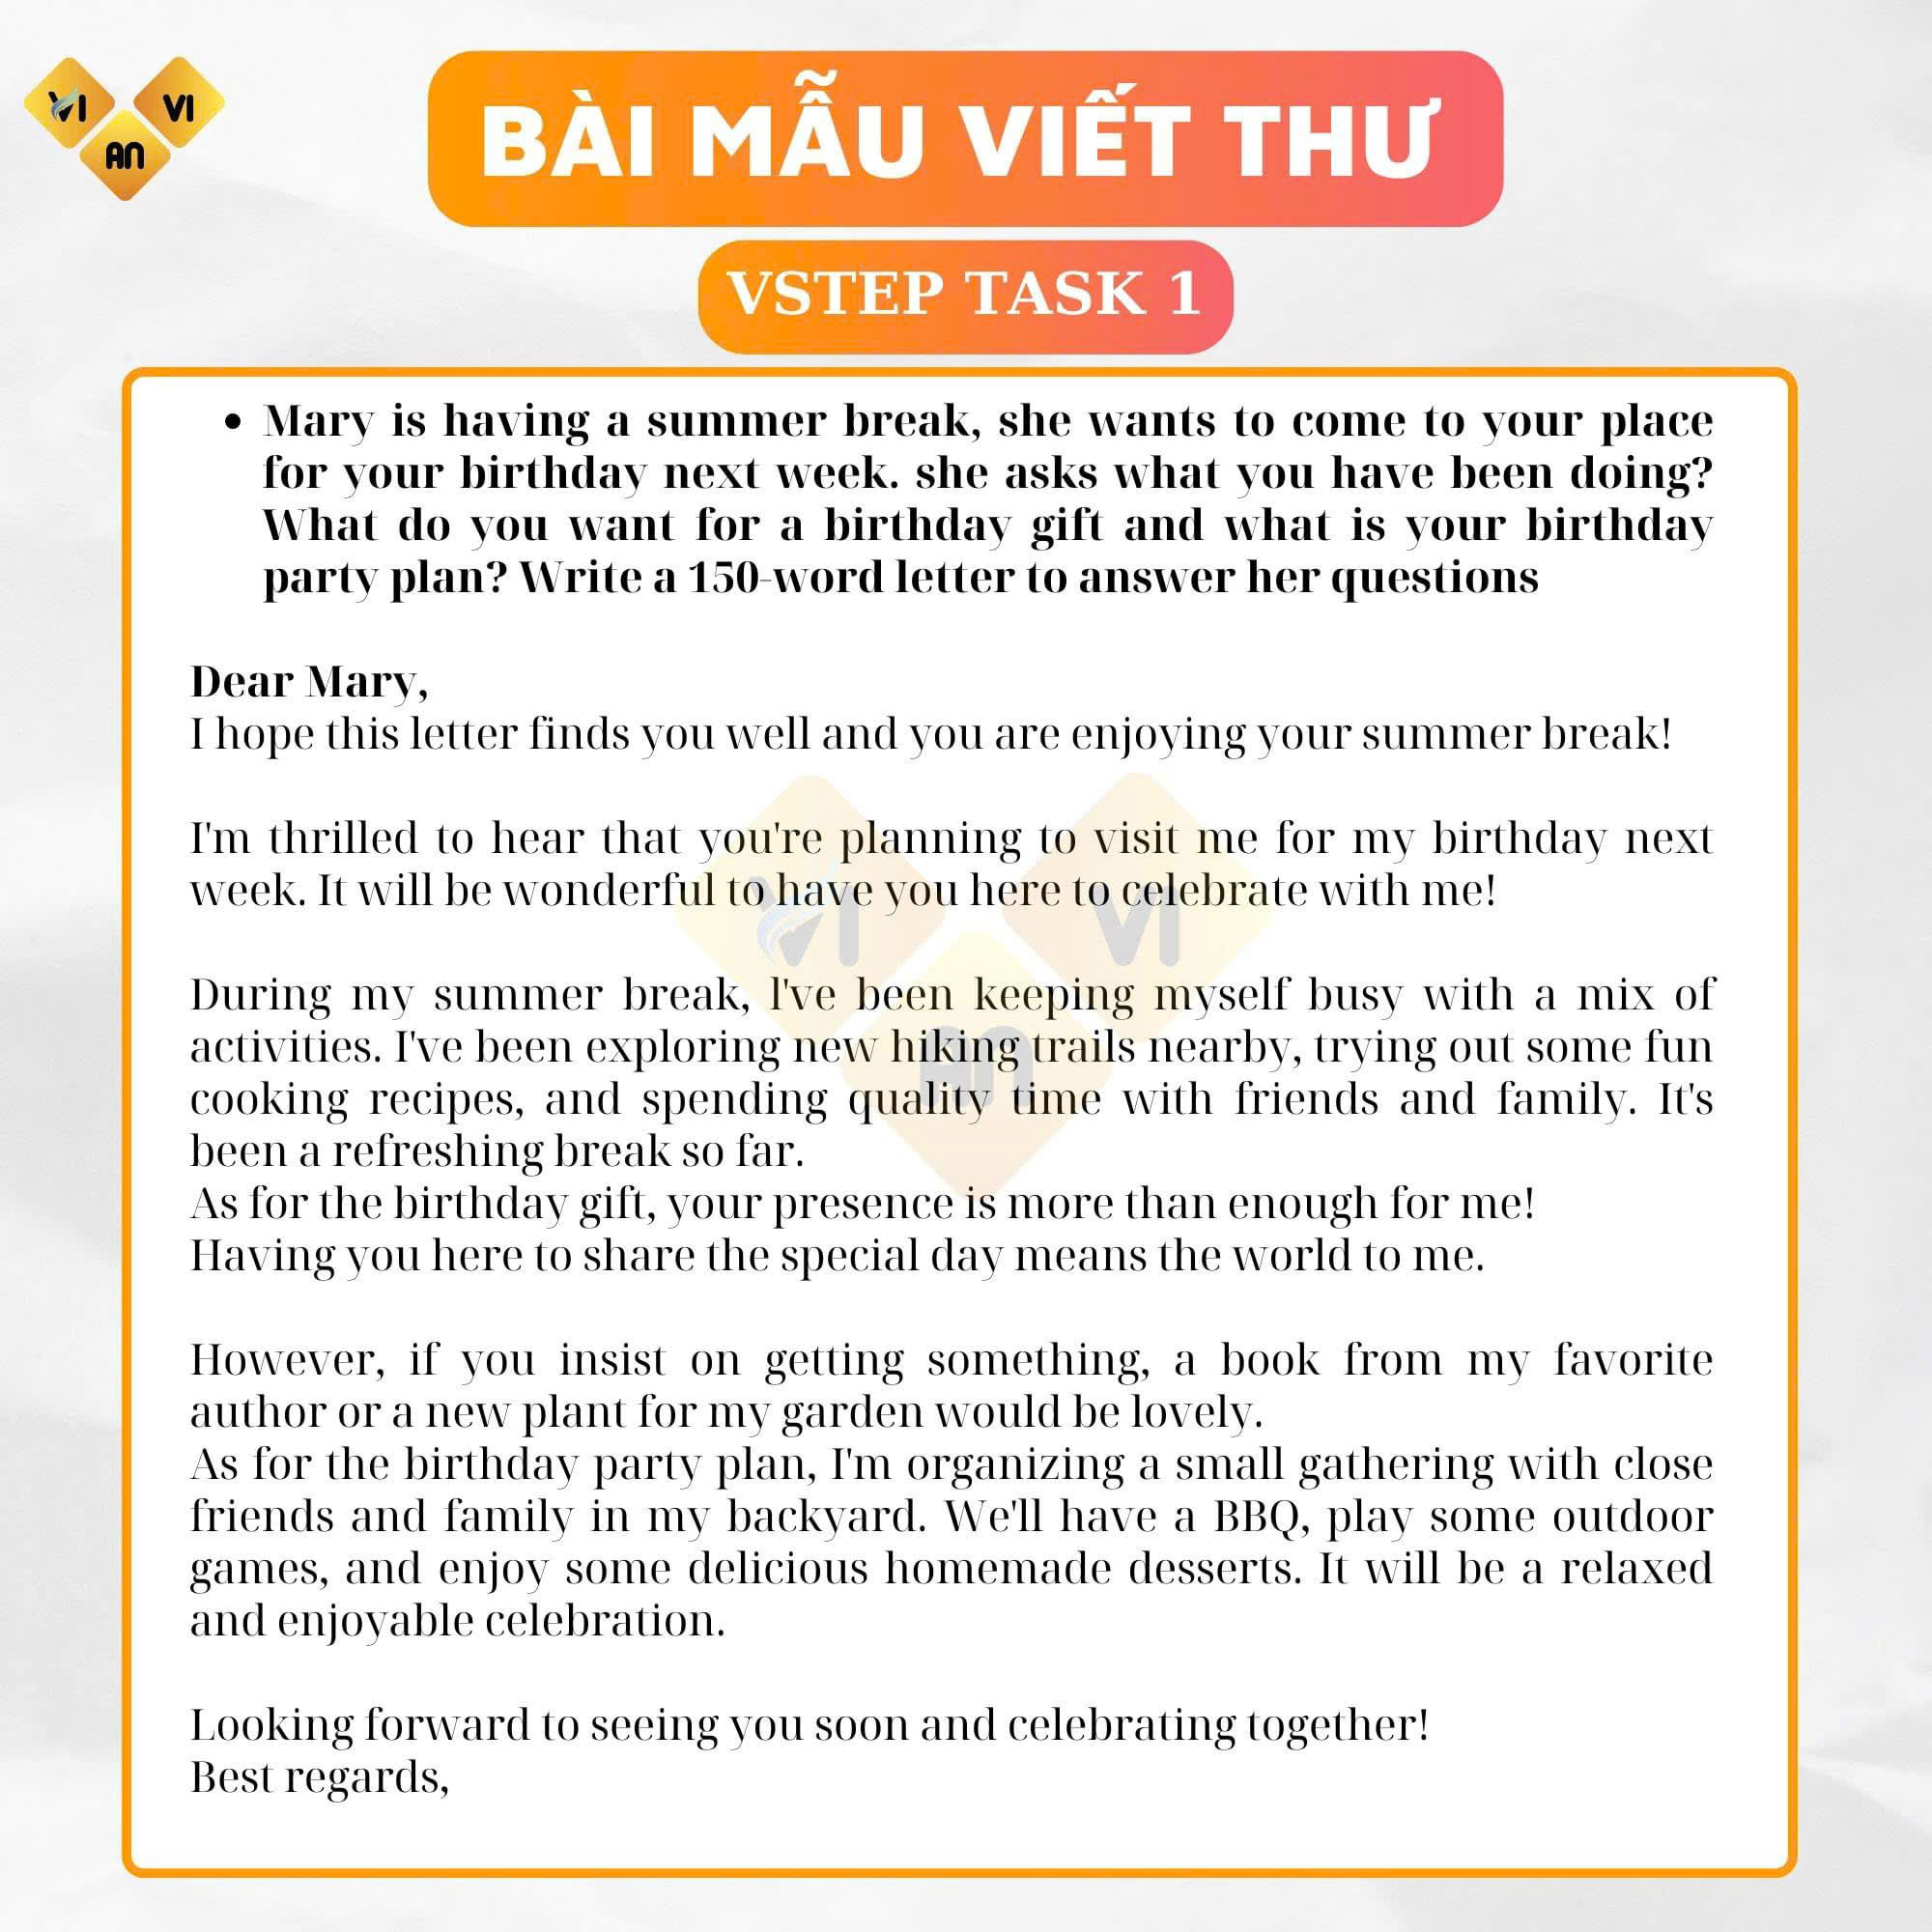 VI
VI
AN
BÀI MẪU VIẾT THƯ
VSTEP TASK 1
• Mary is having a summer break, she wants to come to your place
for your birthday next week. she asks what you have been doing?
What do you want for a birthday gift and what is your birthday
party plan? Write a 150-word letter to answer her questions
Dear Mary,
I hope this letter finds you well and you are enjoying your summer break!
I'm thrilled to hear that you're planning to visit me for my birthday next
week. It will be wonderful to have you here to celebrate with me!
During my summer break, l've been keeping myself busy with a mix of
activities. I've been exploring new hiking trails nearby, trying out some fun
cooking recipes, and spending quality time with friends and family. It's
been a refreshing break so far.
As for the birthday gift, your presence is more than enough for me!
Having you here to share the special day means the world to me.
However, if you insist on getting something, a book from my favorite
author or a new plant for my garden would be lovely.
As for the birthday party plan, I'm organizing a small gathering with close
friends and family in my backyard. We'll have a BBQ, play some outdoor
games, and enjoy some delicious homemade desserts. It will be a relaxed
and enjoyable celebration.
Looking forward to seeing you soon and celebrating together!
Best regards,
VI
VI
AN